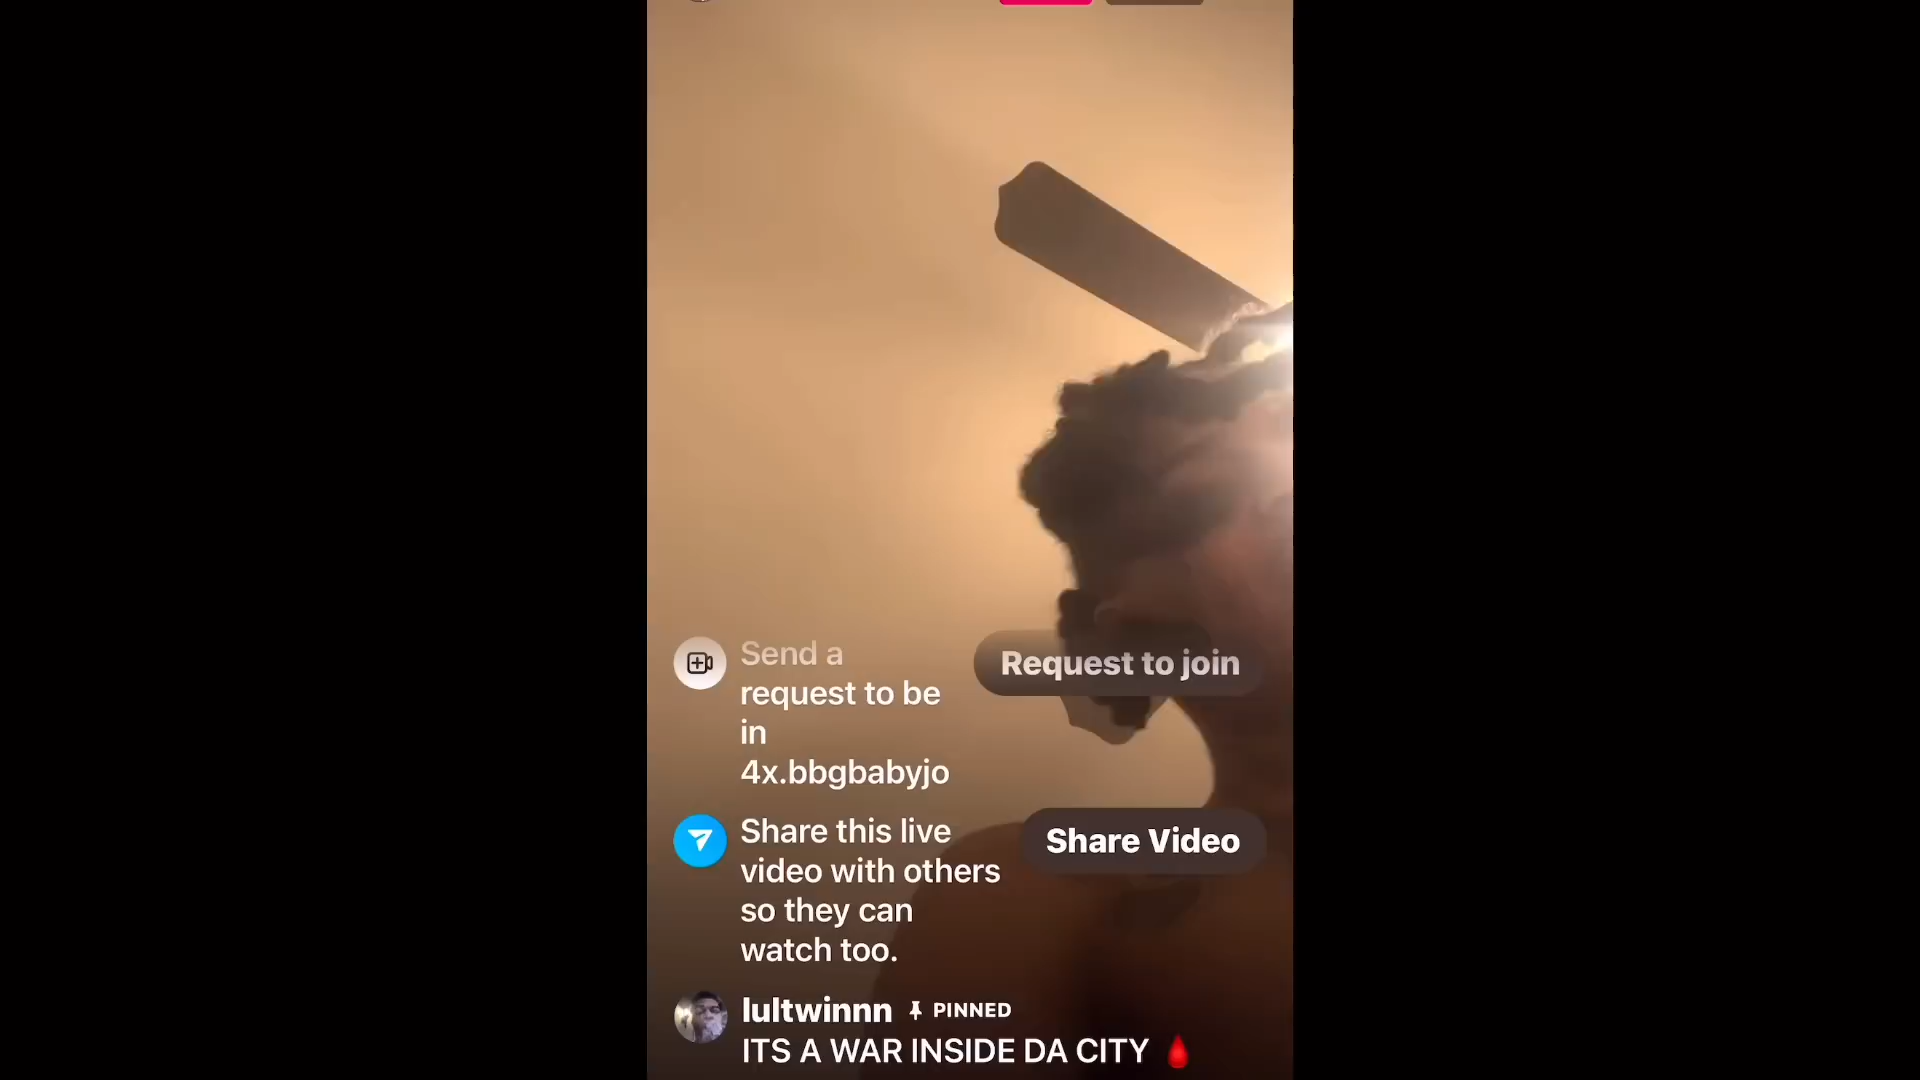 Send a
request to be
in
4x.bbgbabyjo
Request to join
Share this live
video with others
so they can
watch too.
Share Video
lultwinnn PINNED
ITS A WAR INSIDE DA CITY 🩸